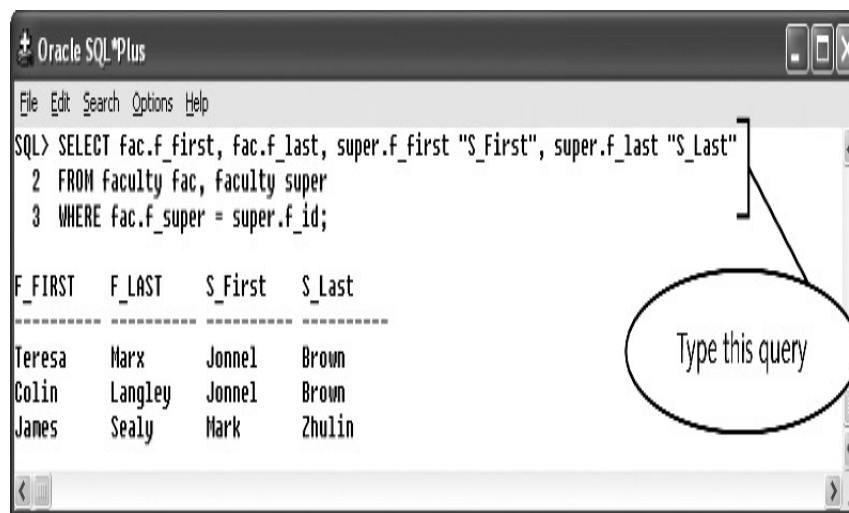 Oracle SQL*Plus
File Edit Search Options Help
SQL> SELECT fac.f_first, fac.f_last, super.f_first "S_First", super.f_last "S_Last"
2 FROM faculty fac, faculty super
3 WHERE fac.f_super = super.f_id;
F_FIRST F_LAST S_First S_Last
---------- ---------- ---------- ----------
Teresa Marx Jonnel Brown
Colin Langley Jonnel Brown
James Sealy Mark Zhulin
Type this query